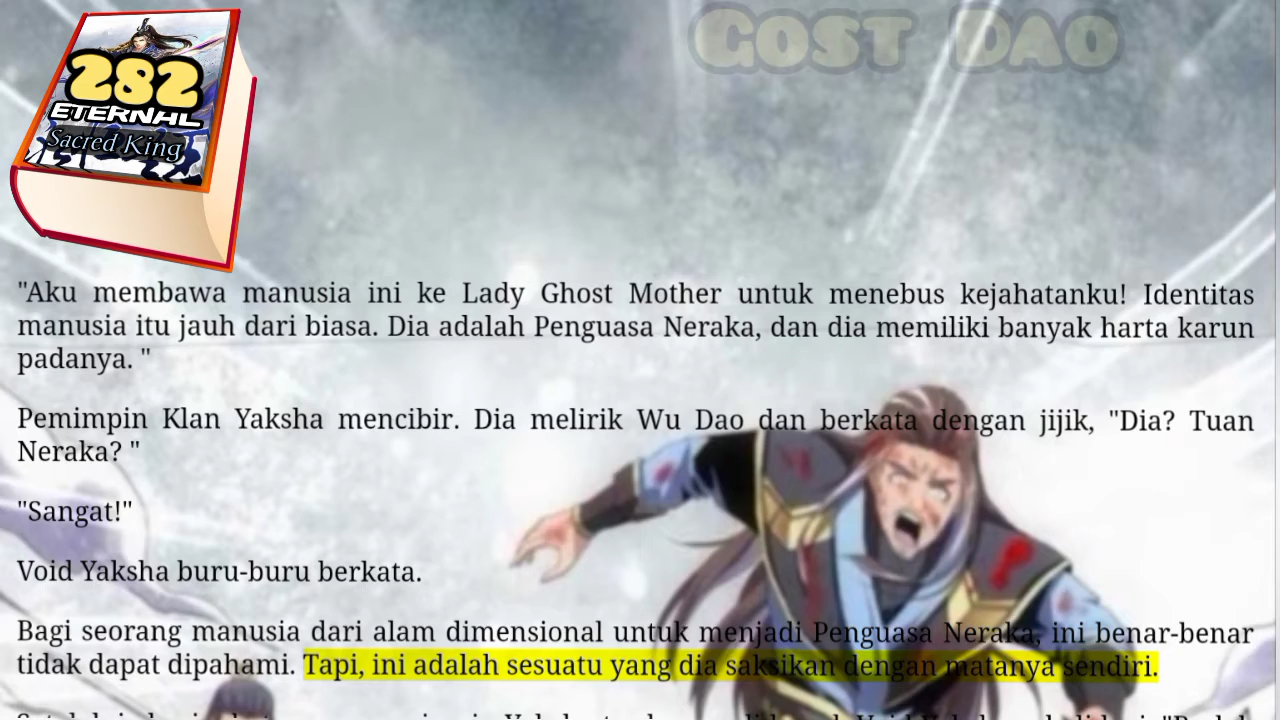 GOST DAO
282
ETERNAL
Sacred King
"Aku membawa manusia ini ke Lady Ghost Mother untuk menebus kejahatanku! Identitas
manusia itu jauh dari biasa. Dia adalah Penguasa Neraka, dan dia memiliki banyak harta karun
padanya. "
Pemimpin Klan Yaksha mencibir. Dia melirik Wu Dao dan berkata dengan jijik, "Dia? Tuan
Neraka? "
"Sangat!"
Void Yaksha buru-buru berkata.
Bagi seorang manusia dari alam dimensional untuk menjadi Penguasa Neraka, ini benar-benar
tidak dapat dipahami. Tapi, ini adalah sesuatu yang dia saksikan dengan matanya sendiri.